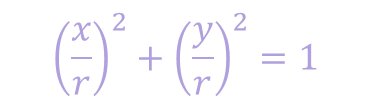 (x/r)² + (y/r)² = 1